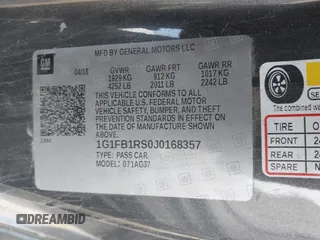 MFD BY GENERAL MOTORS LLC
GM
04/18 GVWR GAWR FRT GAWR RR
1929 KG 912 KG 1017 KG
4252 LB 2011 LB 2242 LB
THIS VEHICLE CONFORMS TO ALL
APPLICABLE U.S. FEDERAL MOTOR
VEHICLE SAFETY, BUMPER, AND
THEFT PREVENTION STANDARDS
IN EFFECT ON THE DATE OF
MANUFACTURE SHOWN ABOVE.
1G1FB1RS0J0168357
TYPE: PASS CAR
MODEL: 071AG37
SEA
The combined we
TIRE
FRONT
REAR
SPARE
DREAMBID